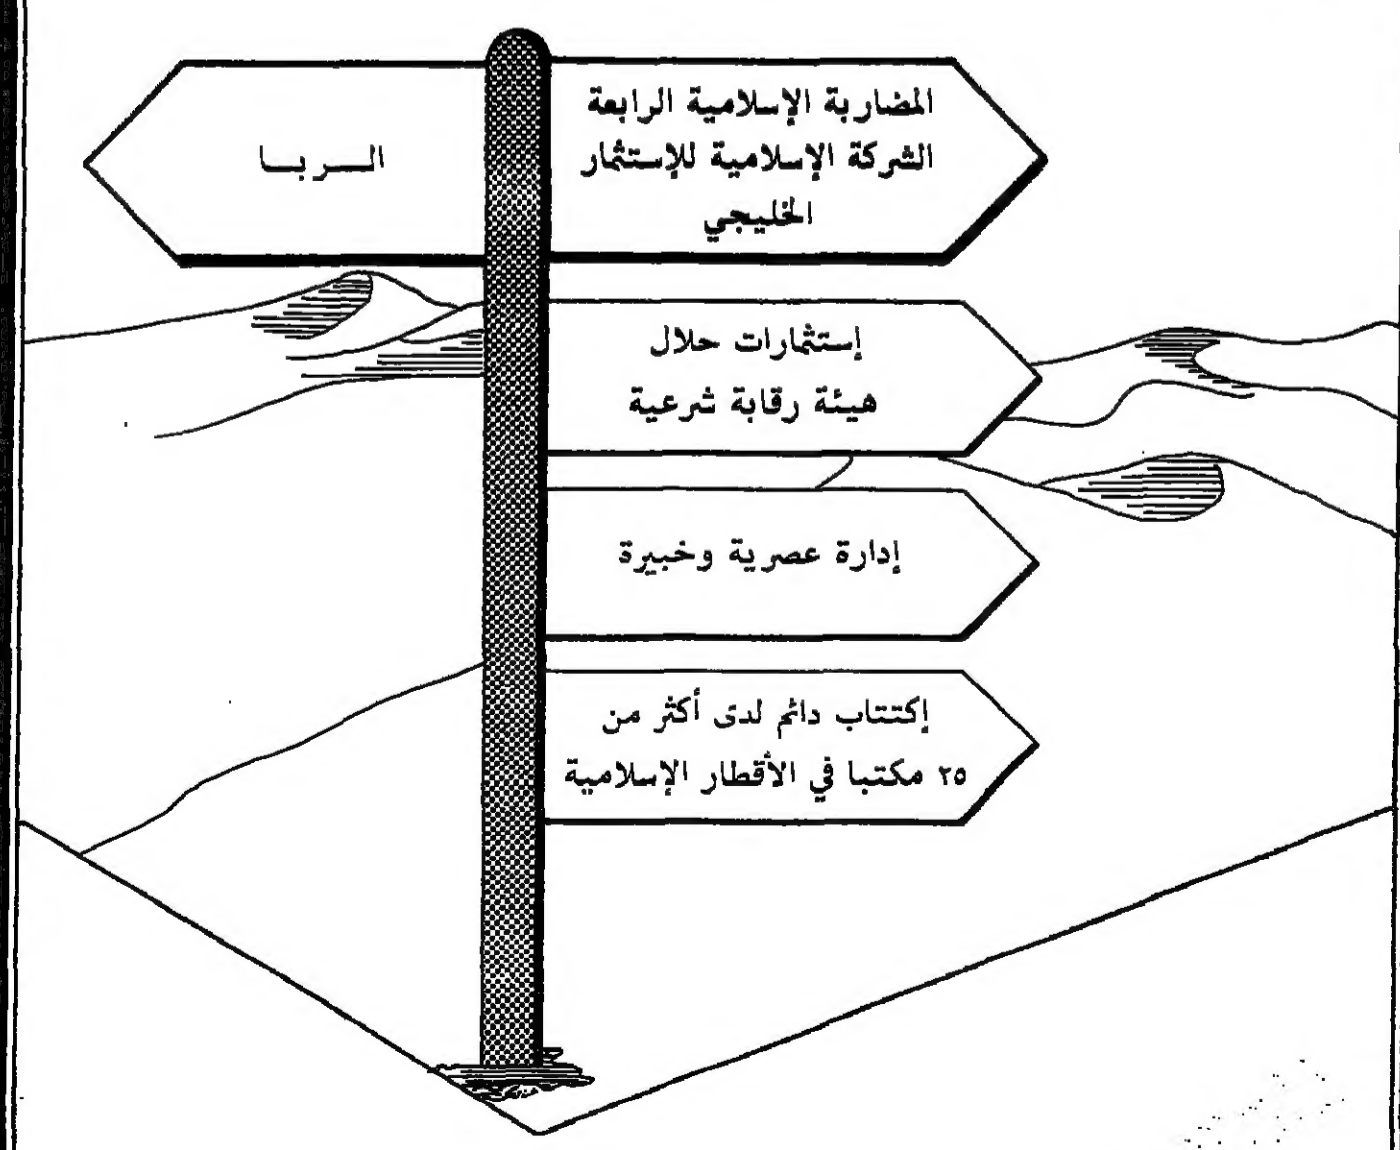 المضاربة الإسلامية الرابعة
الشركة الإسلامية للإستثمار
الخليجي
الـــربــا
إستثمارات حلال
هيئة رقابة شرعية
إدارة عصرية وخبيرة
إكتتاب دائم لدى أكثر من
٢٥ مكتبا في الأقطار الإسلامية